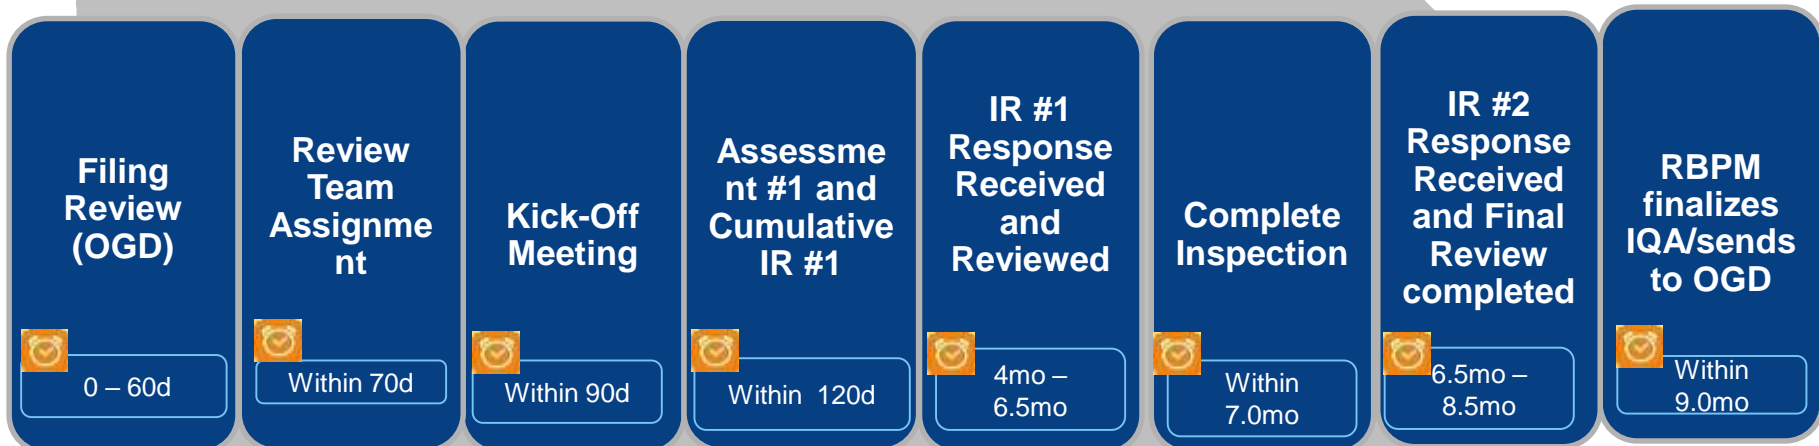 Filing
Review
(OGD)
0 – 60d
Review
Team
Assignme
nt
Within 70d
Kick-Off
Meeting
Within 90d
Assessme
nt #1 and
Cumulative
IR #1
Within 120d
IR #1
Response
Received
and
Reviewed
4mo –
6.5mo
Complete
Inspection
Within
7.0mo
IR #2
Response
Received
and Final
Review
completed
6.5mo –
8.5mo
RBPM
finalizes
IQA/sends
to OGD
Within
9.0mo